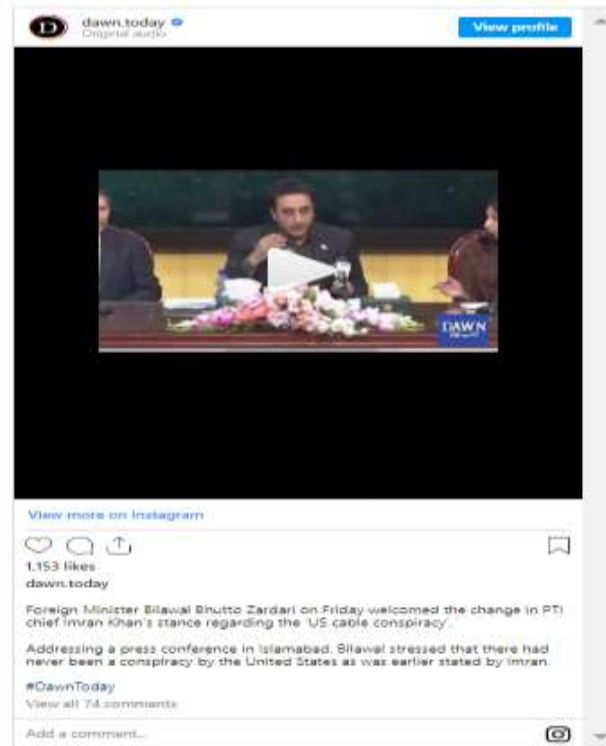 D
dawn.today
Original audio
View profile
DAWN
View more on Instagram
1,153 likes
dawn.today
Foreign Minister Bilawal Bhutto Zardari on Friday welcomed the change in PTI
chief Imran Khan's stance regarding the 'US cable conspiracy'.
Addressing a press conference in Islamabad, Bilawal stressed that there had
never been a conspiracy by the United States as was earlier stated by Imran.
#DawnToday
View all 74 comments
Add a comment...